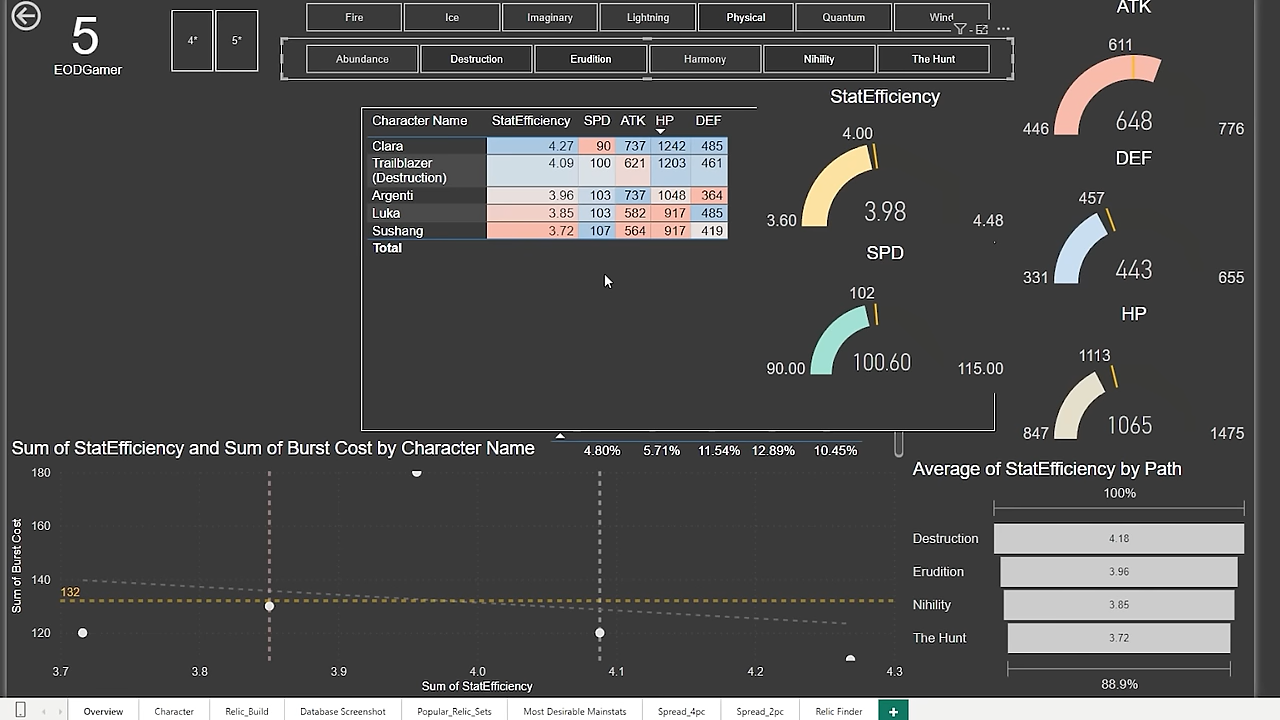 5
EODGamer
4*
5*
Fire Ice Imaginary Lightning Physical Quantum Wind
Abundance Destruction Erudition Harmony Nihility The Hunt
Character Name StatEfficiency SPD ATK HP DEF
Clara 4.27 90 737 1242 485
Trailblazer 4.09 100 621 1203 461
(Destruction)
Argenti 3.96 103 737 1048 364
Luka 3.85 103 582 917 485
Sushang 3.72 107 564 917 419
Total
StatEfficiency
4.00
3.60 3.98 4.48
SPD
102
90.00 100.60 115.00
ATK
611
446 648 776
DEF
457
331 443 655
HP
1113
847 1065 1475
4.80% 5.71% 11.54% 12.89% 10.45%
Sum of StatEfficiency and Sum of Burst Cost by Character Name
Sum of Burst Cost
180
160
140
132
120
3.7 3.8 3.9 4.0 4.1 4.2 4.3
Sum of StatEfficiency
Average of StatEfficiency by Path
100%
Destruction 4.18
Erudition 3.96
Nihility 3.85
The Hunt 3.72
88.9%
Overview Character Relic_Build Database Screenshot Popular_Relic_Sets Most Desirable Mainstats Spread_4pc Spread_2pc Relic Finder +